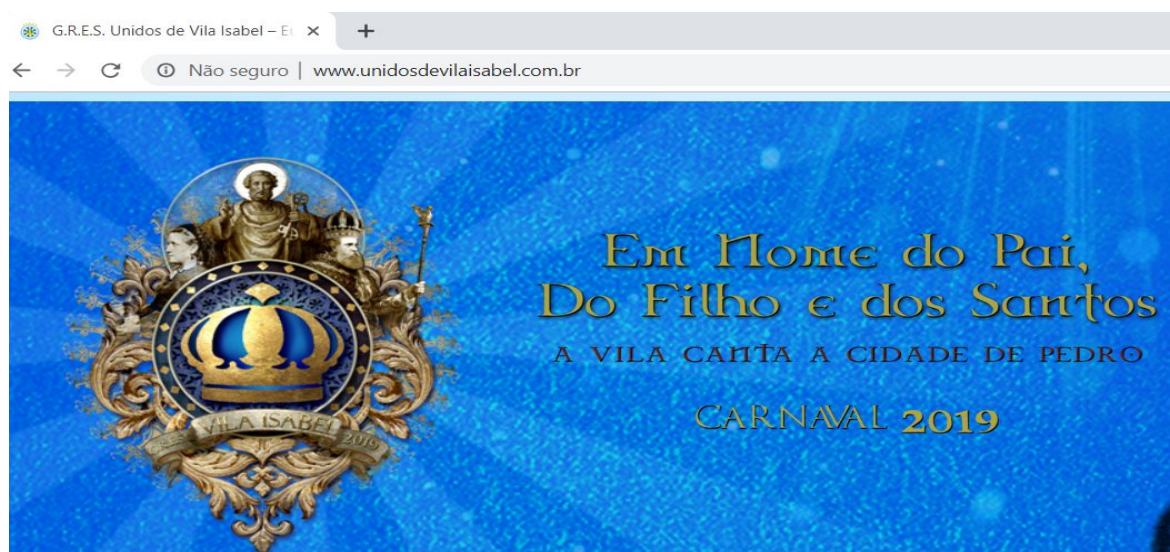 G.R.E.S. Unidos de Vila Isabel – E
Não seguro | www.unidosdevilaisabel.com.br
Em Nome do Pai,
Do Filho e dos Santos
A VILA CANTA A CIDADE DE PEDRO
CARNAVAL 2019
G.R.E.S. VILA ISABEL 2019